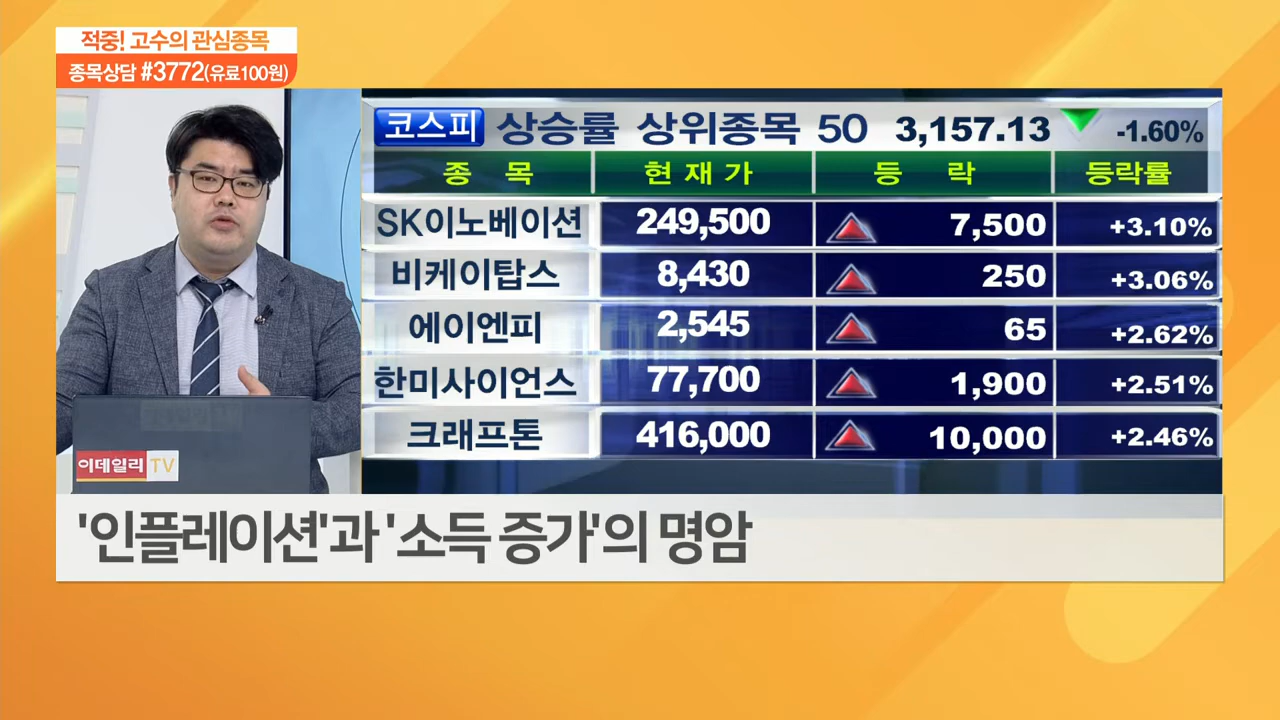 적중! 고수의 관심종목
종목상담 #3772(유료100원)
코스피 상승률 상위종목 50 3,157.13 -1.60%
종 목 현 재 가 등 락 등락률
SK이노베이션 249,500 7,500 +3.10%
비케이탑스 8,430 250 +3.06%
에이엔피 2,545 65 +2.62%
한미사이언스 77,700 1,900 +2.51%
크래프톤 416,000 10,000 +2.46%
이데일리 TV
'인플레이션'과 '소득 증가'의 명암